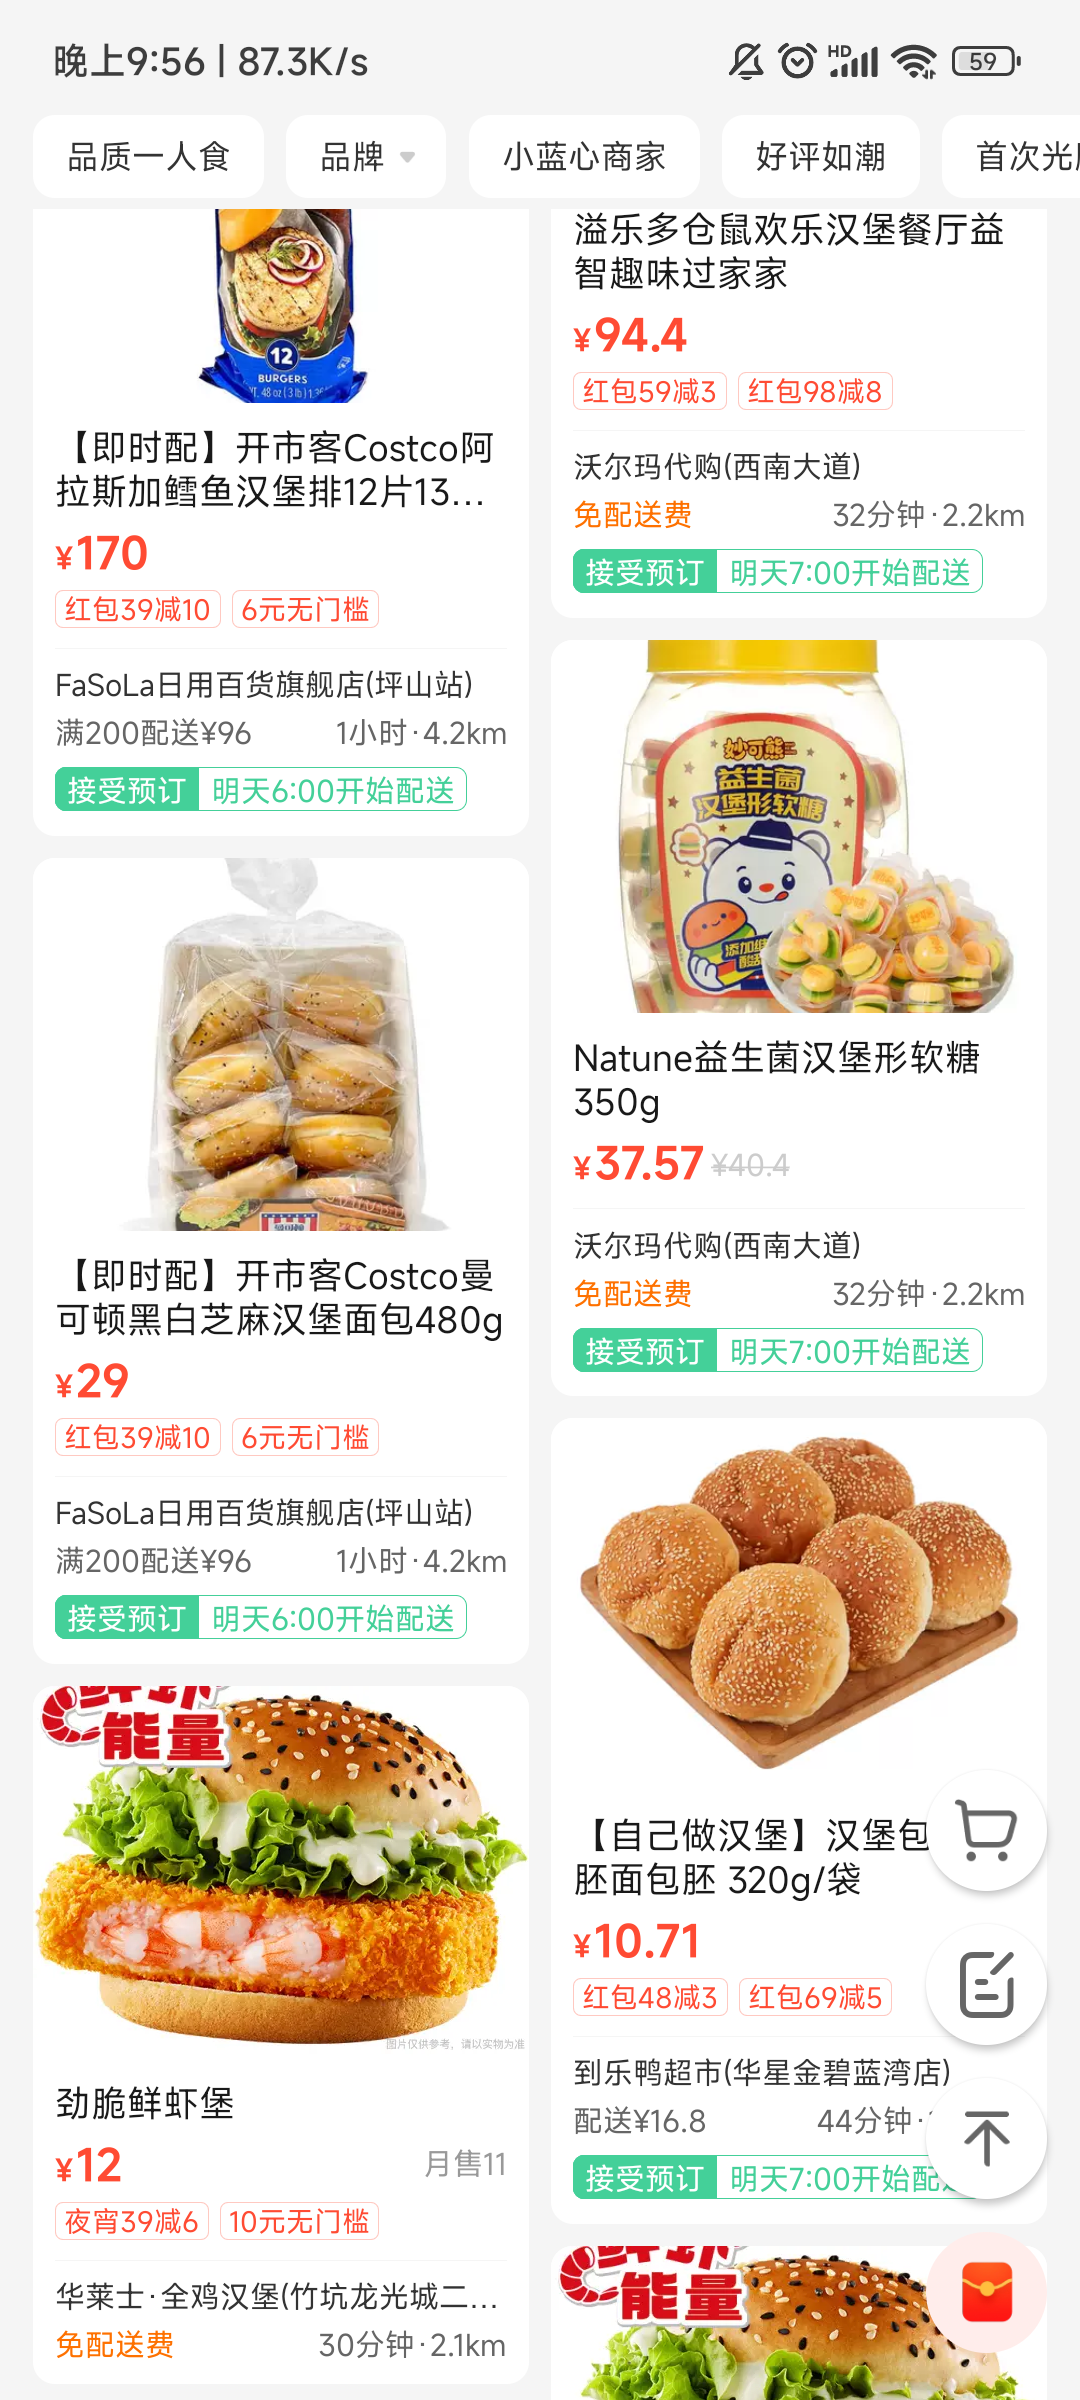 晚上9:56 | 87.3K/s
HD
59
品质一人食
品牌
小蓝心商家
好评如潮
首次光
12
BURGERS
【即时配】开市客Costco阿
拉斯加鳕鱼汉堡排12片13...
¥170
红包39减10
6元无门槛
FaSoLa日用百货旗舰店(坪山站)
满200配送¥96
1小时·4.2km
接受预订
明天6:00开始配送
【即时配】开市客Costco曼
可顿黑白芝麻汉堡面包480g
¥29
红包39减10
6元无门槛
FaSoLa日用百货旗舰店(坪山站)
满200配送¥96
1小时·4.2km
接受预订
明天6:00开始配送
鲜虾
能量
图片仅供参考，请以实物为准
劲脆鲜虾堡
¥12
月售11
夜宵39减6
10元无门槛
华莱士·全鸡汉堡(竹坑龙光城二...
免配送费
30分钟·2.1km
溢乐多仓鼠欢乐汉堡餐厅益
智趣味过家家
¥94.4
红包59减3
红包98减8
沃尔玛代购(西南大道)
免配送费
32分钟·2.2km
接受预订
明天7:00开始配送
妙可熊
益生菌
汉堡形软糖
添加
Natune益生菌汉堡形软糖
350g
¥37.57
¥40.4
沃尔玛代购(西南大道)
免配送费
32分钟·2.2km
接受预订
明天7:00开始配送
【自己做汉堡】汉堡包
胚面包胚 320g/袋
¥10.71
红包48减3
红包69减5
到乐鸭超市(华星金碧蓝湾店)
配送¥16.8
44分钟·
接受预订
明天7:00开始配
鲜虾
能量